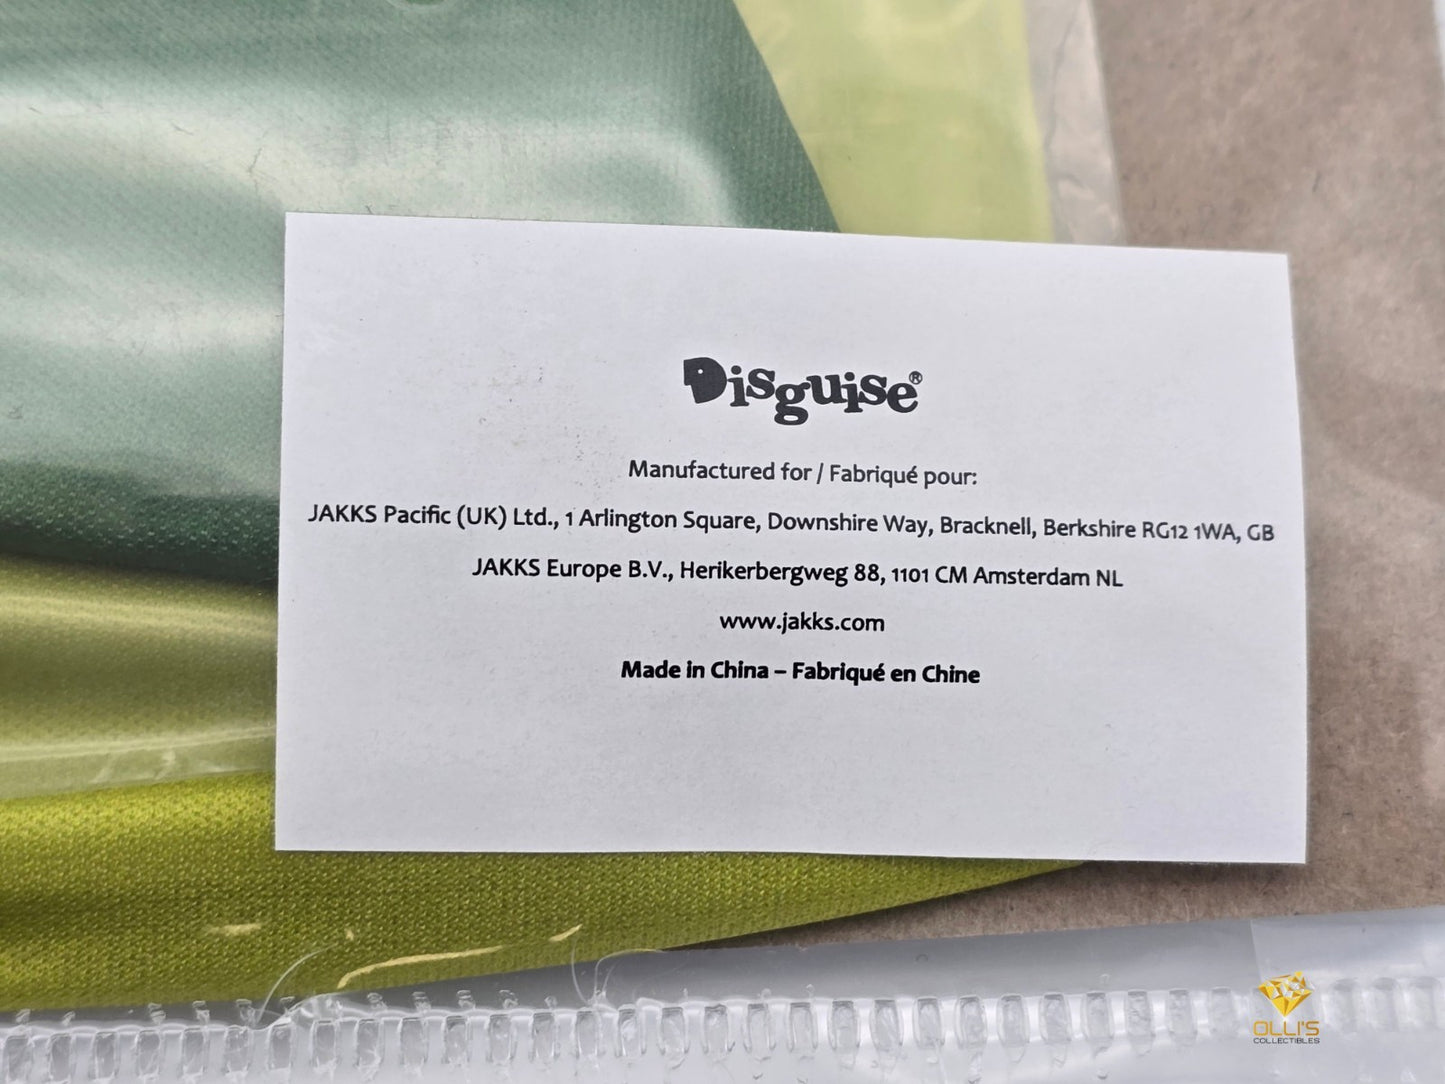 Disguise®
Manufactured for / Fabriqué pour:
JAKKS Pacific (UK) Ltd., 1 Arlington Square, Downshire Way, Bracknell, Berkshire RG12 1WA, GB
JAKKS Europe B.V., Herikerbergweg 88, 1101 CM Amsterdam NL
www.jakks.com
Made in China – Fabriqué en Chine
OLLI'S
COLLECTIBLES